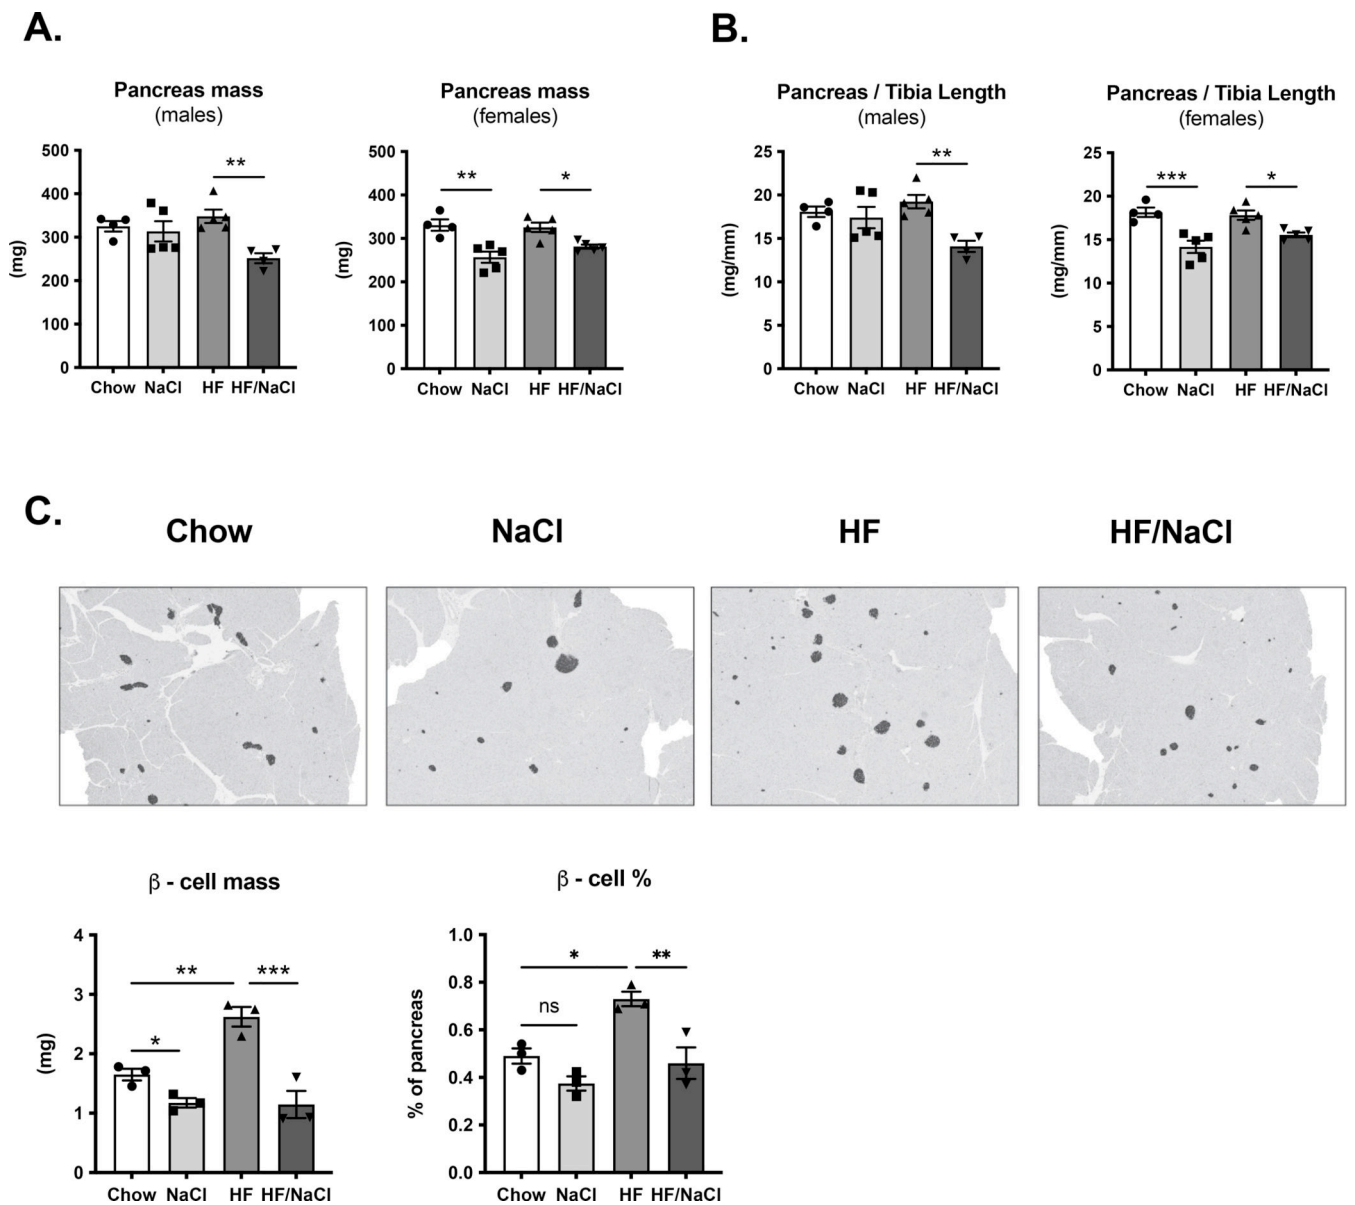 A.
B.
Pancreas mass
(males)
500
400
300
200
100
0
(mg)
**
Chow NaCl HF HF/NaCl
Pancreas mass
(females)
500
400
300
200
100
0
(mg)
** *
Chow NaCl HF HF/NaCl
Pancreas / Tibia Length
(males)
25
20
15
10
5
0
(mg/mm)
**
Chow NaCl HF HF/NaCl
Pancreas / Tibia Length
(females)
25
20
15
10
5
0
(mg/mm)
*** *
Chow NaCl HF HF/NaCl
C.
Chow NaCl HF HF/NaCl
β - cell mass
4
3
2
1
0
(mg)
** ***
*
Chow NaCl HF HF/NaCl
β - cell %
1.0
0.8
0.6
0.4
0.2
0.0
% of pancreas
* **
ns
Chow NaCl HF HF/NaCl